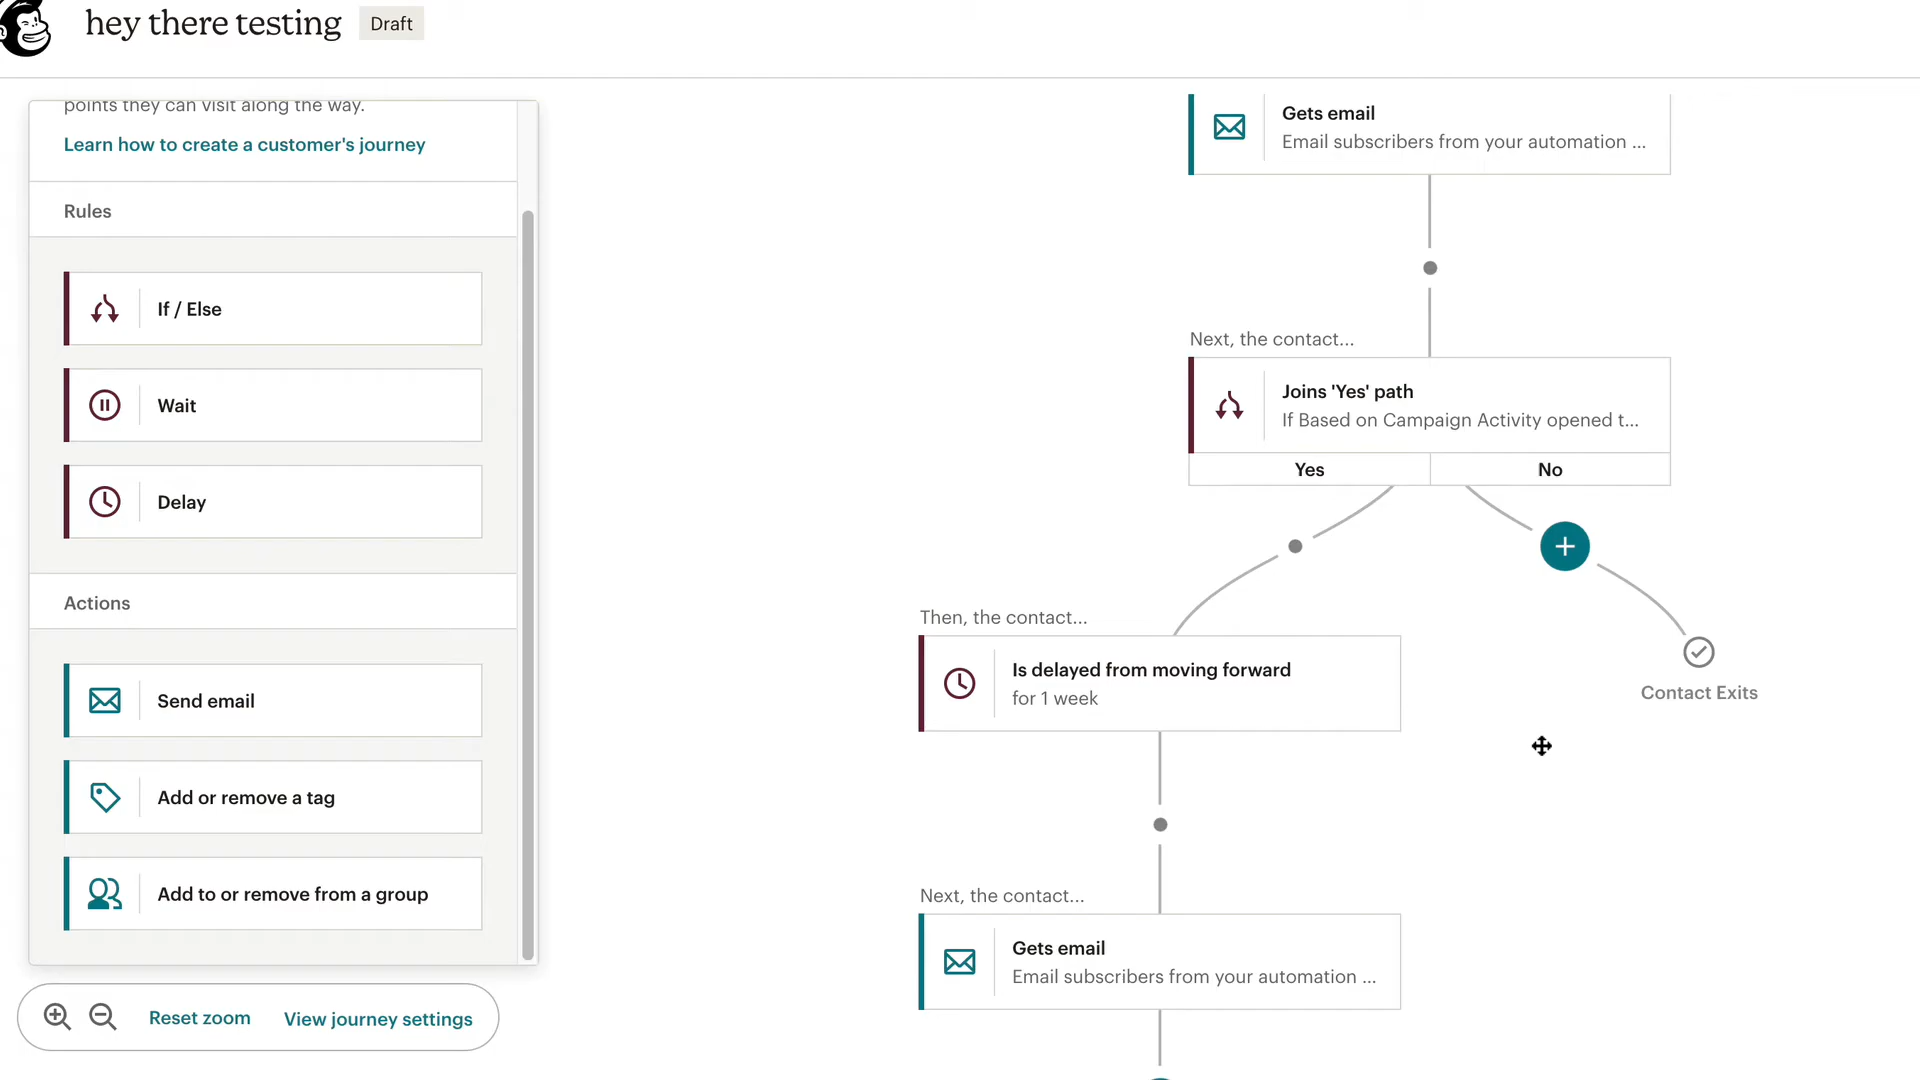 hey there testing
Draft
points they can visit along the way.
Learn how to create a customer's journey
Rules
If / Else
Wait
Delay
Actions
Send email
Add or remove a tag
Add to or remove from a group
Reset zoom
View journey settings
Gets email
Email subscribers from your automation ...
Next, the contact...
Joins 'Yes' path
If Based on Campaign Activity opened t...
Yes
No
Then, the contact...
Is delayed from moving forward
for 1 week
Contact Exits
Next, the contact...
Gets email
Email subscribers from your automation ...